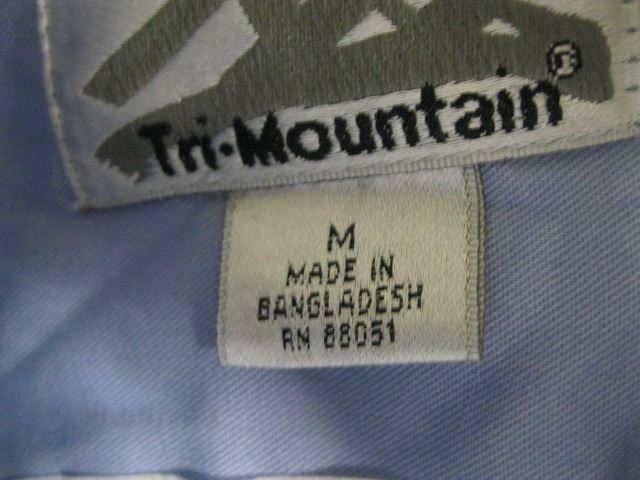 Tri-Mountain®
M
MADE IN
BANGLADESH
RN 88051